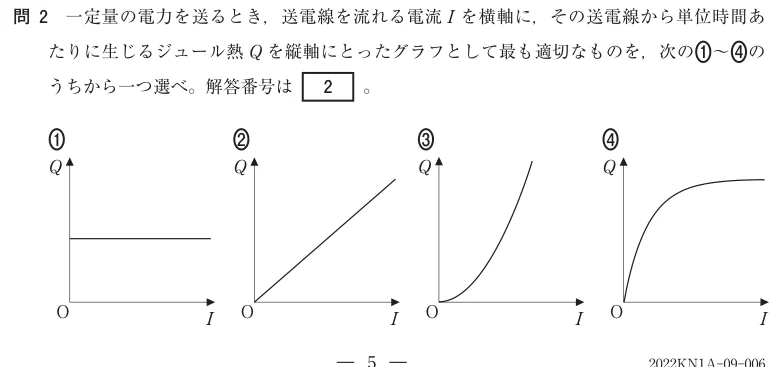 問 2 一定量の電力を送るとき，送電線を流れる電流 I を横軸に，その送電線から単位時間あ
たりに生じるジュール熱 Q を縦軸にとったグラフとして最も適切なものを，次の①～④の
うちから一つ選べ。解答番号は 2 。
① ② ③ ④
Q Q Q Q
O I O I O I O I
― 5 ―
2022KN1A-09-006